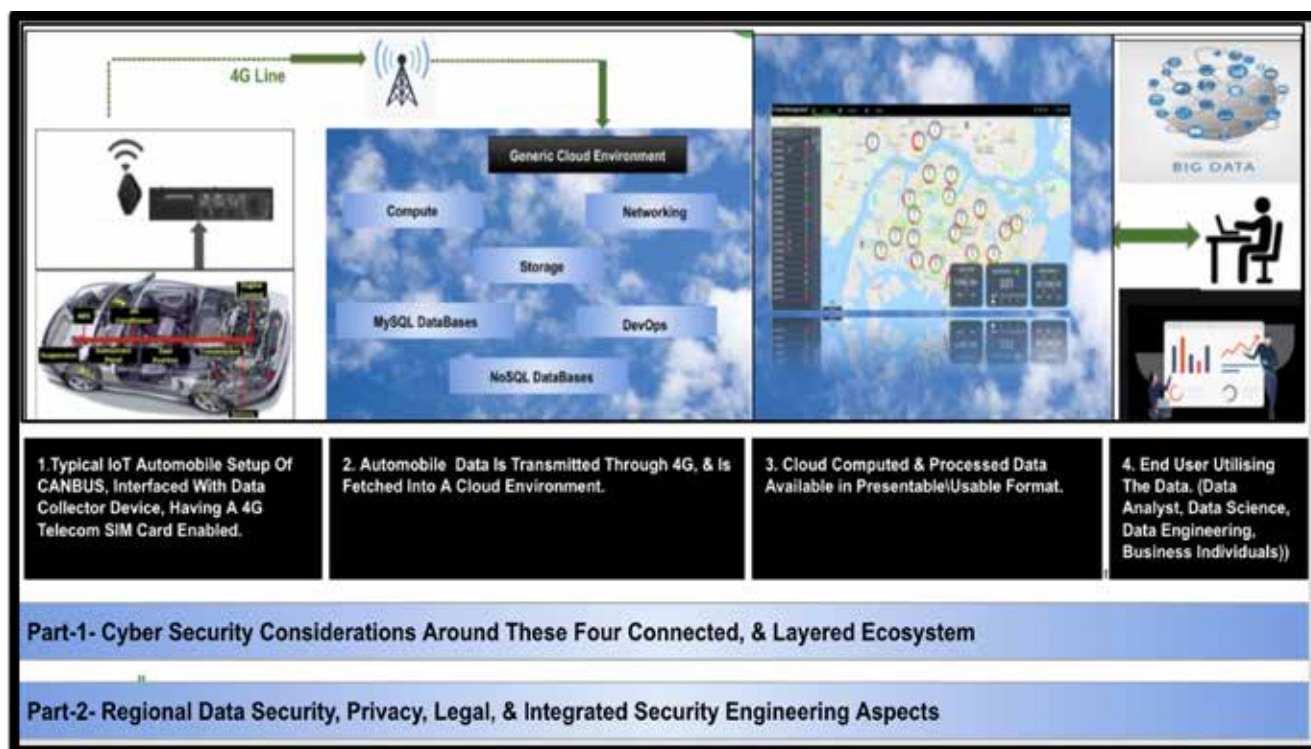 4G Line
Generic Cloud Environment
Compute
Networking
Storage
MySQL DataBases
DevOps
NoSQL DataBases
BIG DATA
1.Typical IoT Automobile Setup Of
CANBUS, Interfaced With Data
Collector Device, Having A 4G
Telecom SIM Card Enabled.
2. Automobile Data Is Transmitted Through 4G, & Is
Fetched Into A Cloud Environment.
3. Cloud Computed & Processed Data
Available in Presentable\Usable Format.
4. End User Utilising
The Data. (Data
Analyst, Data Science,
Data Engineering,
Business Individuals))
Part-1- Cyber Security Considerations Around These Four Connected, & Layered Ecosystem
Part-2- Regional Data Security, Privacy, Legal, & Integrated Security Engineering Aspects